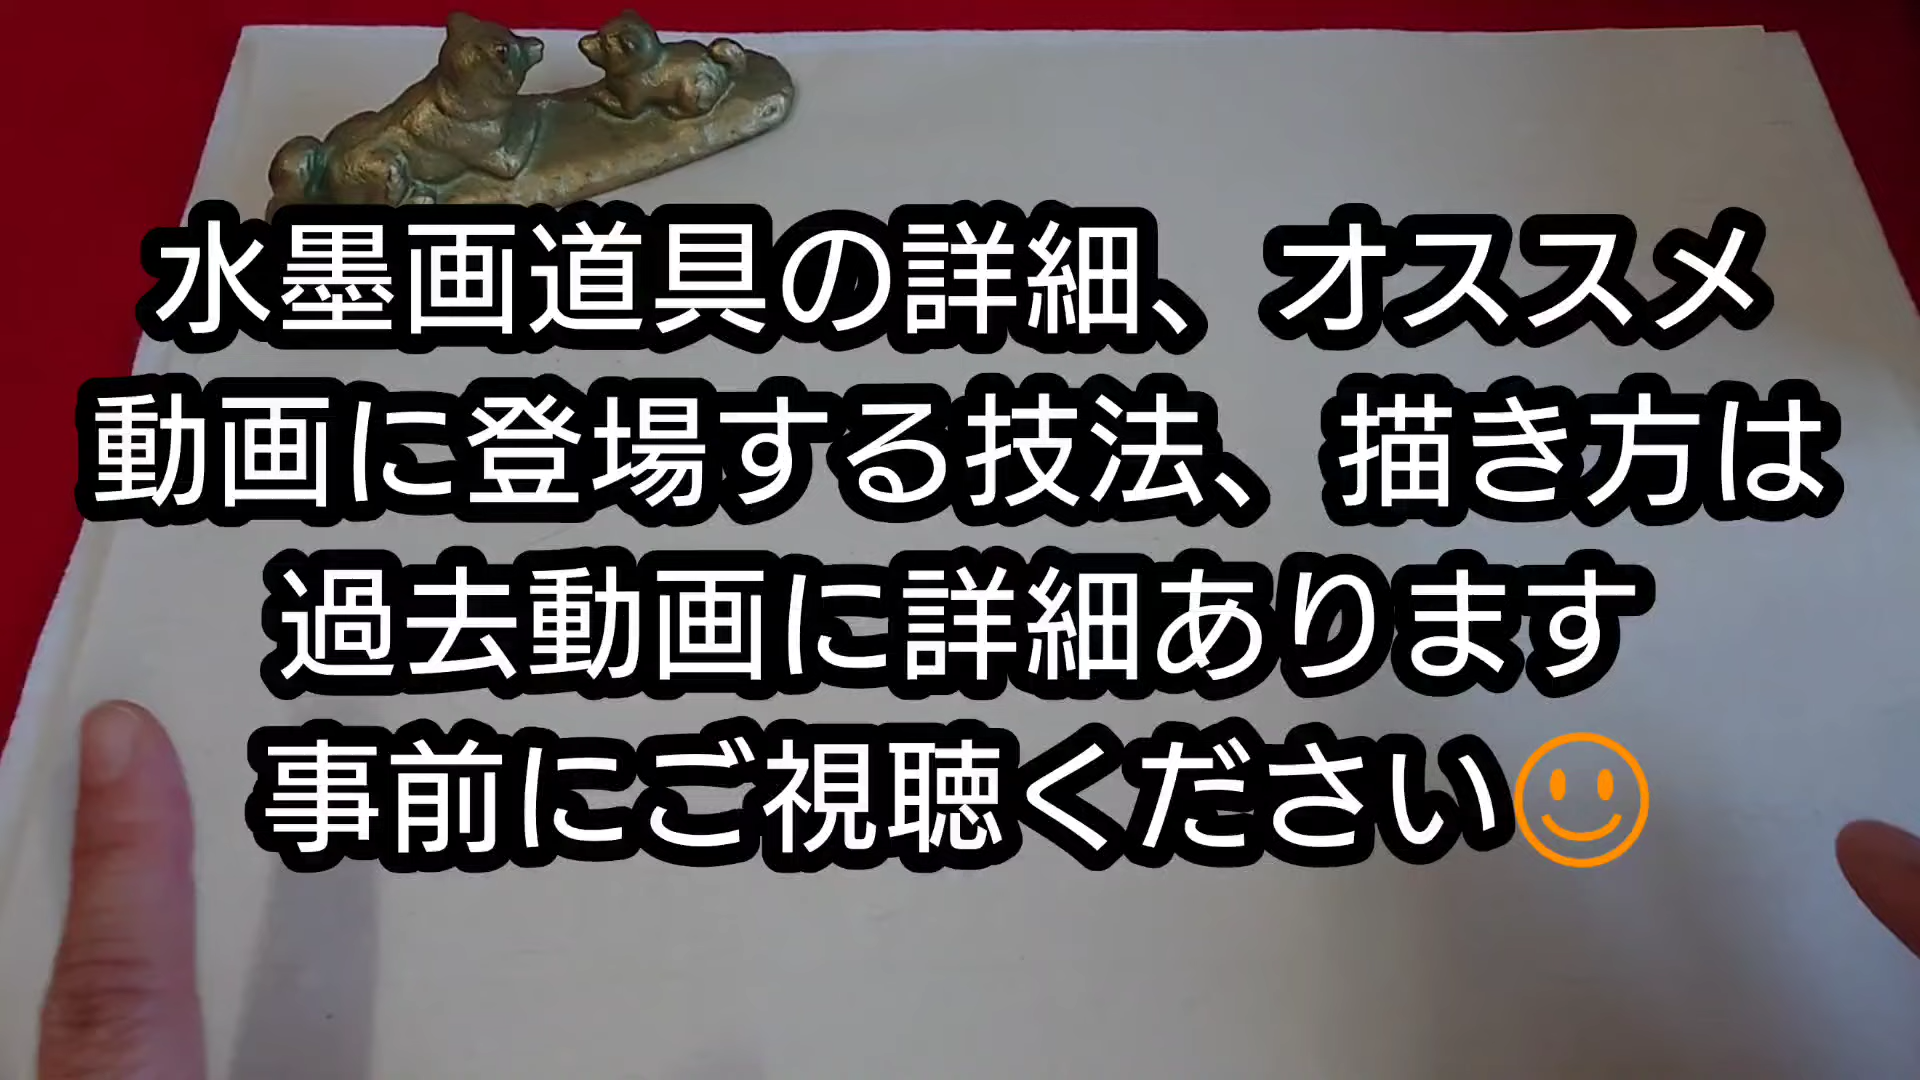 水墨画道具の詳細、オススメ
動画に登場する技法、描き方は
過去動画に詳細あります
事前にご視聴ください